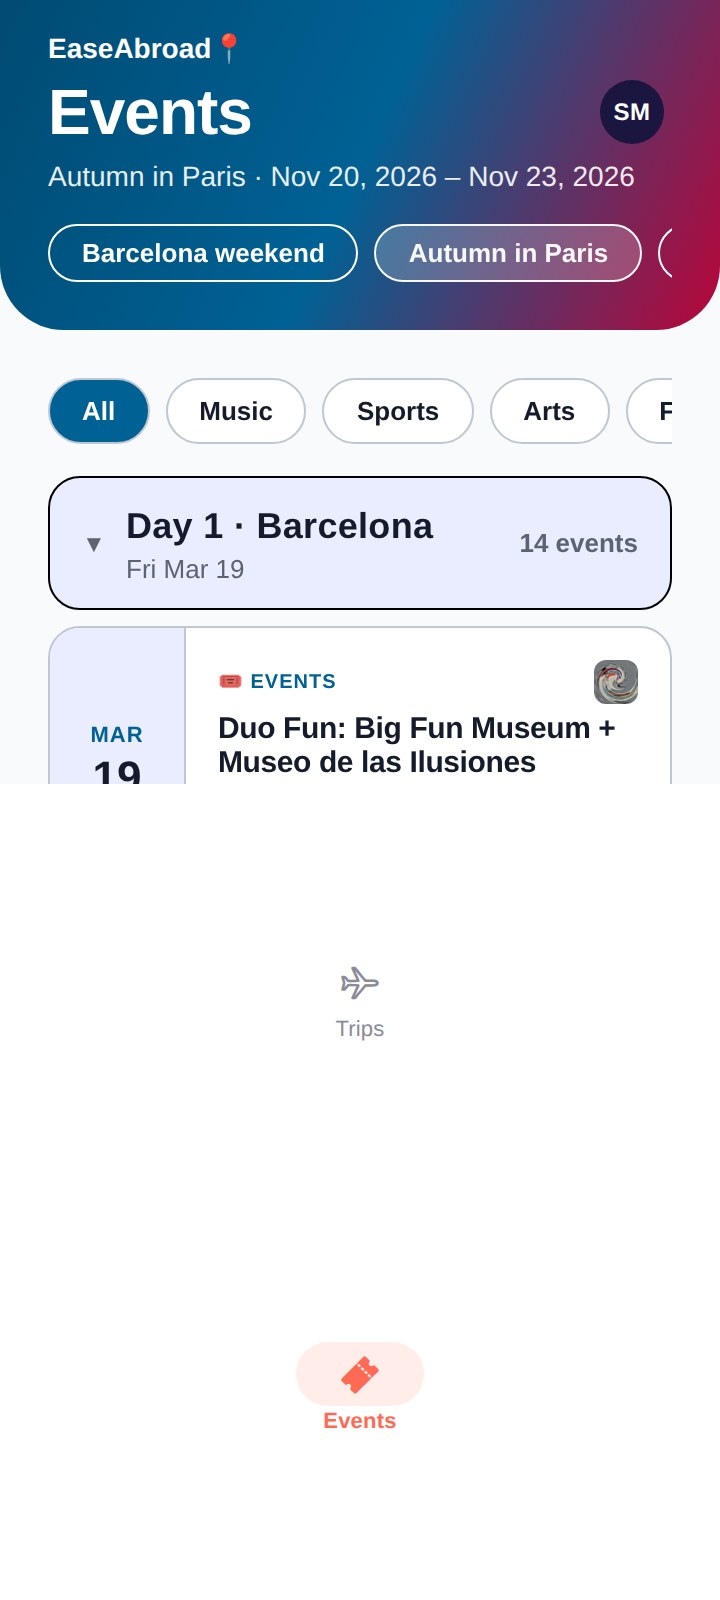 EaseAbroad📍
Events
SM
Autumn in Paris · Nov 20, 2026 – Nov 23, 2026
Barcelona weekend
Autumn in Paris
All
Music
Sports
Arts
F
▼ Day 1 · Barcelona
14 events
Fri Mar 19
MAR
19
🎟️ EVENTS
Duo Fun: Big Fun Museum +
Museo de las Ilusiones
Trips
Events